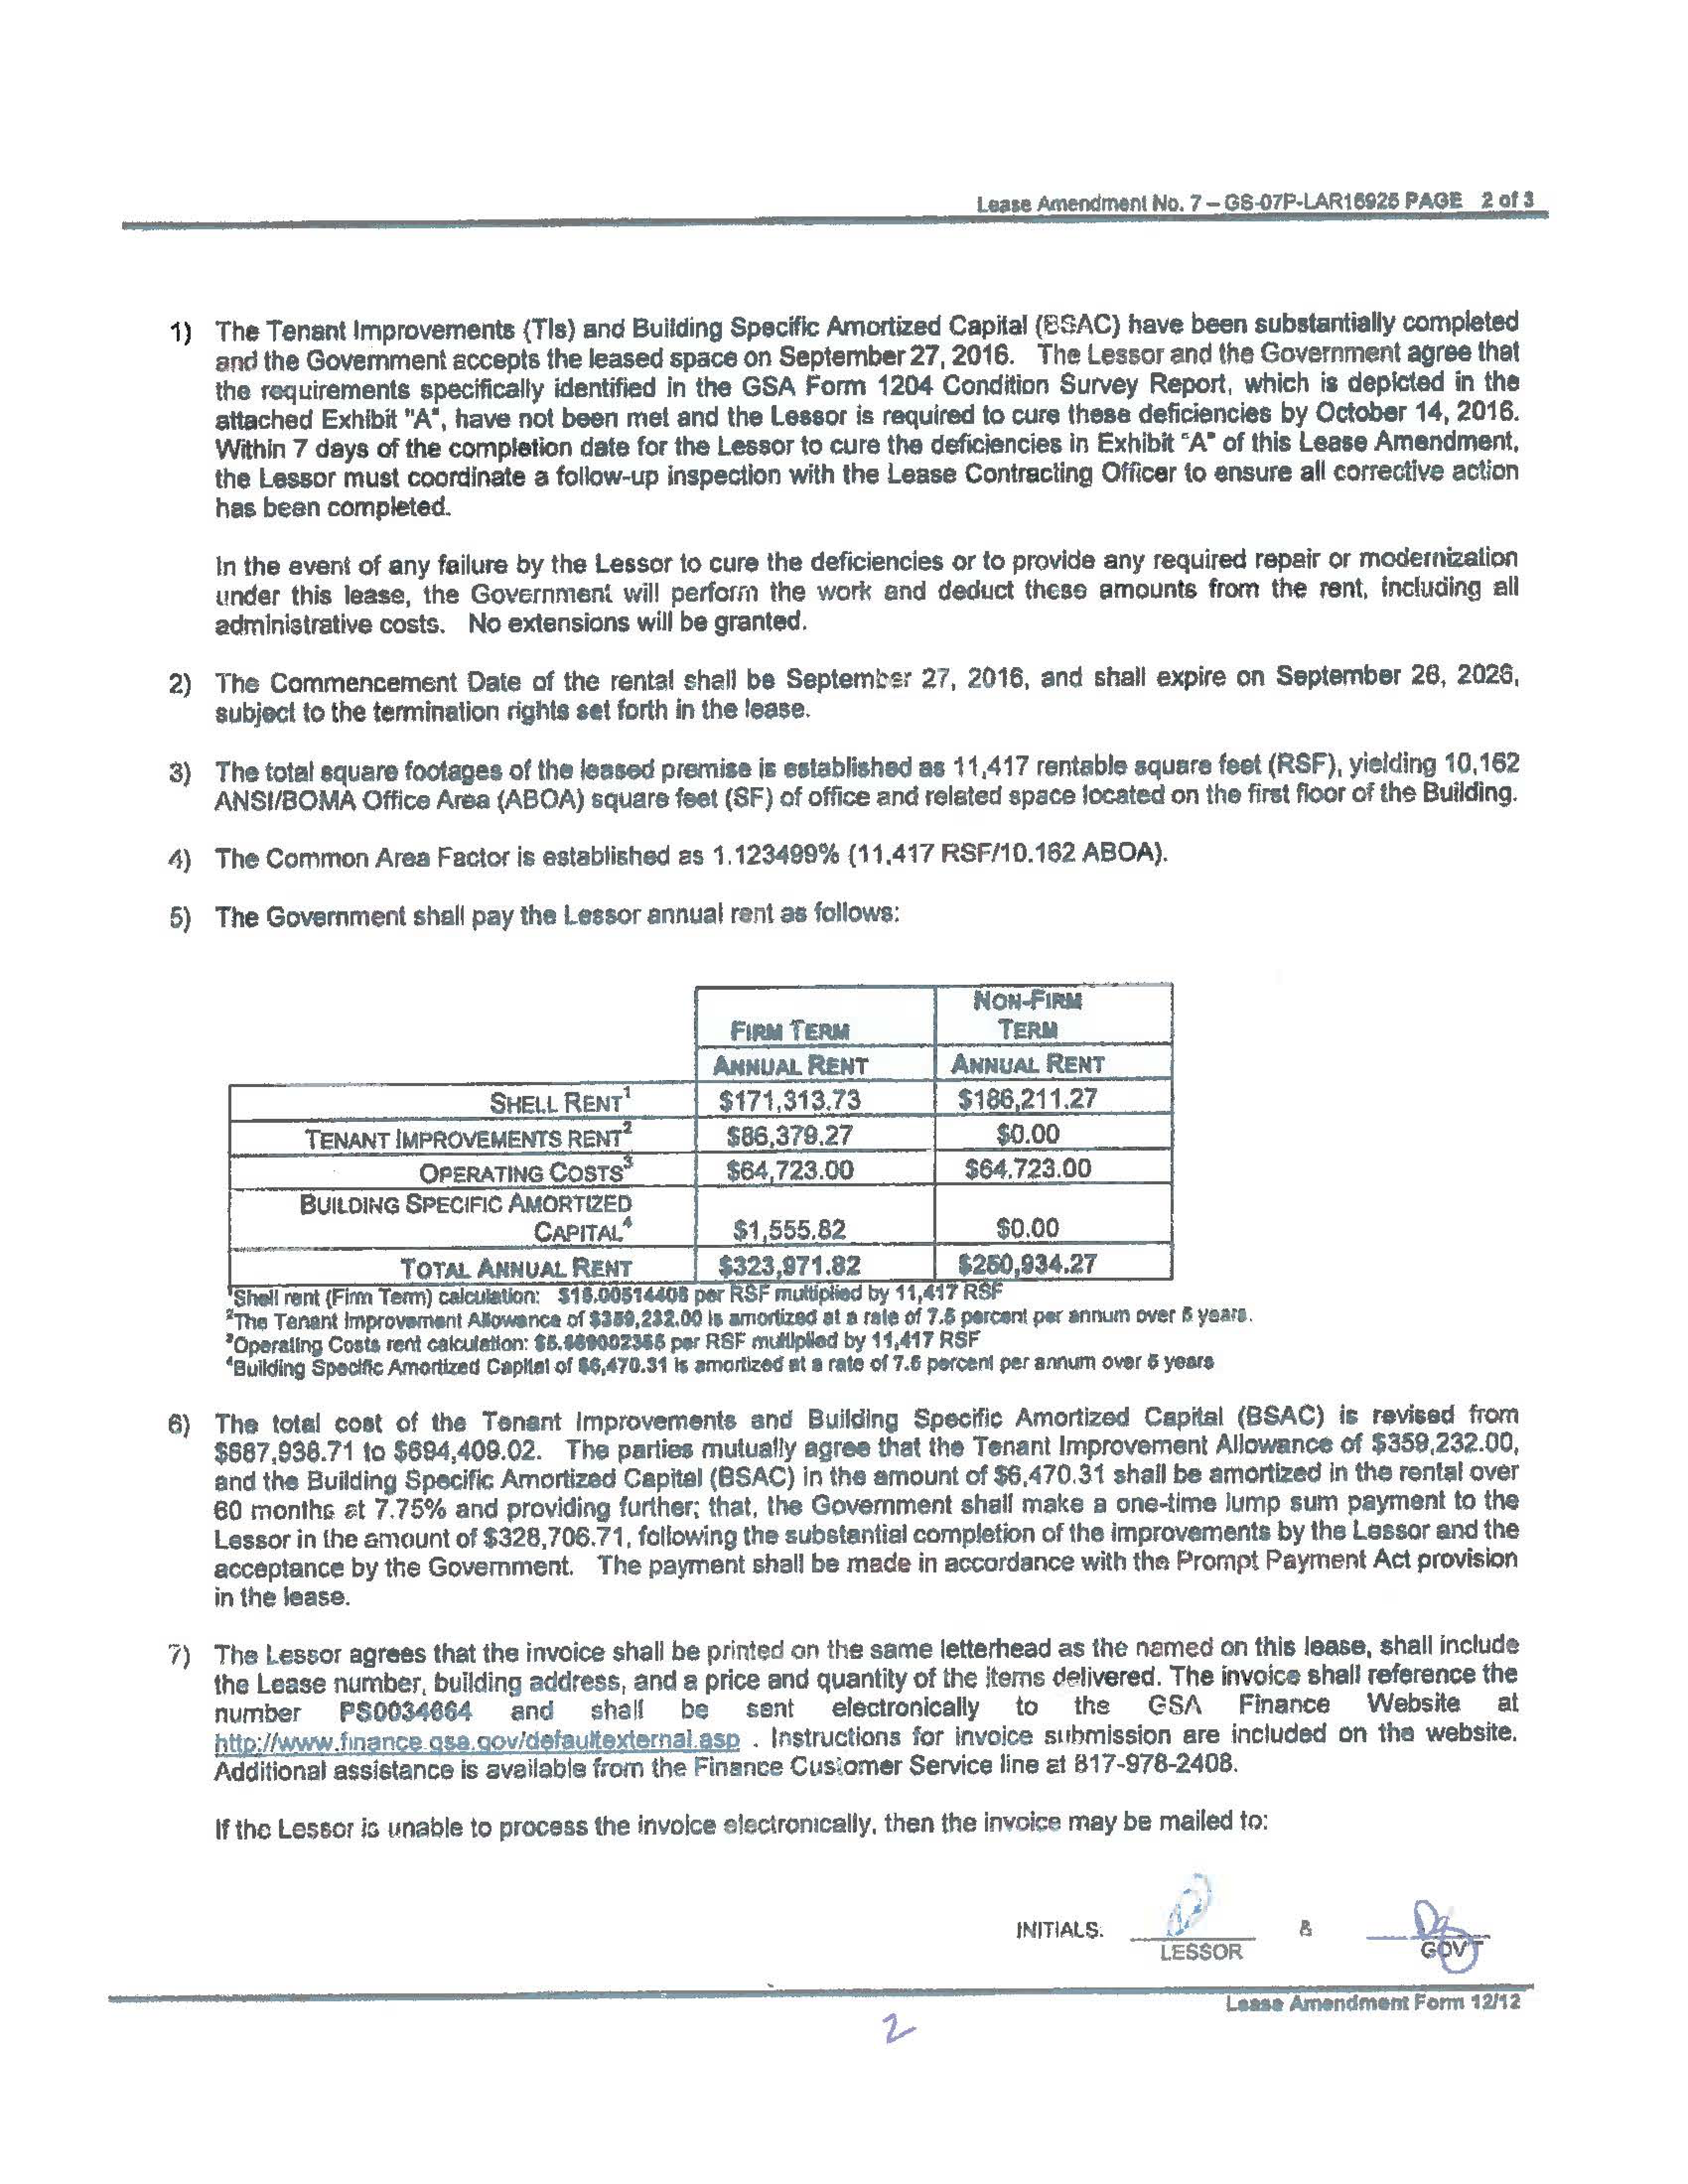 Lease Amendment No. 7 – GS-07P-LAR16925 PAGE 2 of 3
1) The Tenant Improvements (TIs) and Building Specific Amortized Capital (BSAC) have been substantially completed
and the Government accepts the leased space on September 27, 2016. The Lessor and the Government agree that
the requirements specifically identified in the GSA Form 1204 Condition Survey Report, which is depicted in the
attached Exhibit "A", have not been met and the Lessor is required to cure these deficiencies by October 14, 2016.
Within 7 days of the completion date for the Lessor to cure the deficiencies in Exhibit "A" of this Lease Amendment,
the Lessor must coordinate a follow-up inspection with the Lease Contracting Officer to ensure all corrective action
has been completed.
In the event of any failure by the Lessor to cure the deficiencies or to provide any required repair or modernization
under this lease, the Government will perform the work and deduct these amounts from the rent, including all
administrative costs. No extensions will be granted.
2) The Commencement Date of the rental shall be September 27, 2016, and shall expire on September 26, 2026,
subject to the termination rights set forth in the lease.
3) The total square footages of the leased premise is established as 11,417 rentable square feet (RSF), yielding 10,162
ANSI/BOMA Office Area (ABOA) square feet (SF) of office and related space located on the first floor of the Building.
4) The Common Area Factor is established as 1.123499% (11,417 RSF/10.162 ABOA).
5) The Government shall pay the Lessor annual rent as follows:
FIRM TERM NON-FIRM TERM
ANNUAL RENT ANNUAL RENT
SHELL RENT¹ $171,313.73 $186,211.27
TENANT IMPROVEMENTS RENT² $86,379.27 $0.00
OPERATING COSTS³ $64,723.00 $64,723.00
BUILDING SPECIFIC AMORTIZED
CAPITAL⁴ $1,555.82 $0.00
TOTAL ANNUAL RENT $323,971.82 $250,934.27
¹Shell rent (Firm Term) calculation: per RSF multiplied by 11,417 RSF
²The Tenant Improvement Allowance of $359,232.00 is amortized at a rate of 7.5 percent per annum over 5 years.
³Operating Costs rent calculation: per RSF multiplied by 11,417 RSF
⁴Building Specific Amortized Capital of $6,470.31 is amortized at a rate of 7.5 percent per annum over 5 years
6) The total cost of the Tenant Improvements and Building Specific Amortized Capital (BSAC) is revised from
$687,938.71 to $694,409.02. The parties mutually agree that the Tenant Improvement Allowance of $359,232.00,
and the Building Specific Amortized Capital (BSAC) in the amount of $6,470.31 shall be amortized in the rental over
60 months at 7.75% and providing further; that, the Government shall make a one-time lump sum payment to the
Lessor in the amount of $328,706.71, following the substantial completion of the improvements by the Lessor and the
acceptance by the Government. The payment shall be made in accordance with the Prompt Payment Act provision
in the lease.
7) The Lessor agrees that the invoice shall be printed on the same letterhead as the named on this lease, shall include
the Lease number, building address, and a price and quantity of the items delivered. The invoice shall reference the
number PS0034664 and shall be sent electronically to the GSA Finance Website at
http://www.finance.gsa.gov/defaultexternal.asp . Instructions for invoice submission are included on the website.
Additional assistance is available from the Finance Customer Service line at 817-978-2408.
If the Lessor is unable to process the invoice electronically, then the invoice may be mailed to:
INITIALS: LESSOR & GOV'T
Lease Amendment Form 12/12
2